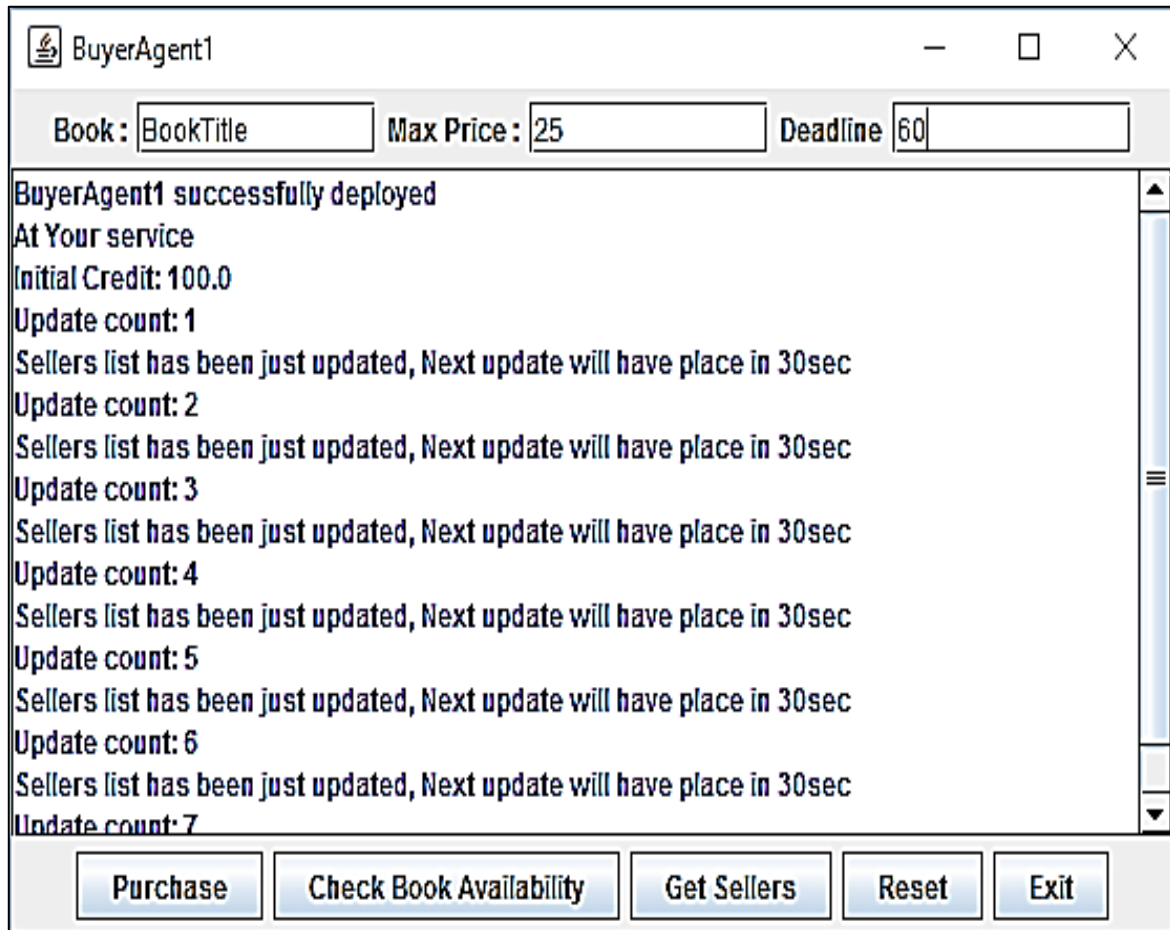 BuyerAgent1
Book : BookTitle Max Price : 25 Deadline 60
BuyerAgent1 successfully deployed
At Your service
Initial Credit: 100.0
Update count: 1
Sellers list has been just updated, Next update will have place in 30sec
Update count: 2
Sellers list has been just updated, Next update will have place in 30sec
Update count: 3
Sellers list has been just updated, Next update will have place in 30sec
Update count: 4
Sellers list has been just updated, Next update will have place in 30sec
Update count: 5
Sellers list has been just updated, Next update will have place in 30sec
Update count: 6
Sellers list has been just updated, Next update will have place in 30sec
Update count: 7
Purchase Check Book Availability Get Sellers Reset Exit